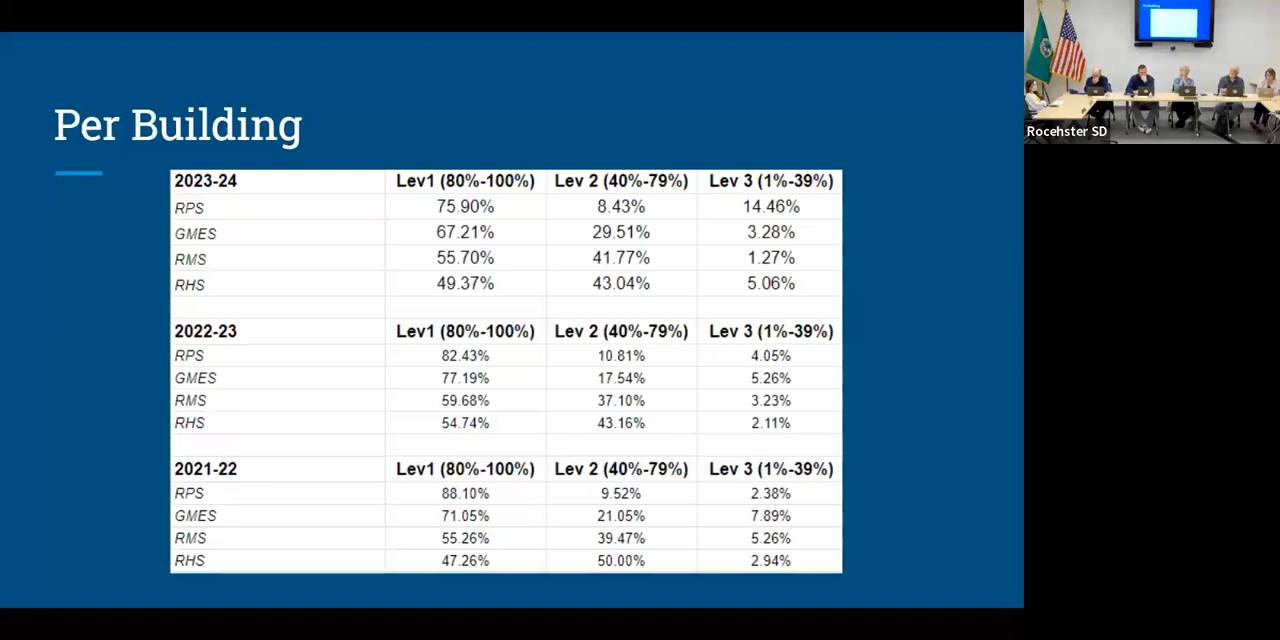 Per Building
2023-24 Lev1 (80%-100%) Lev 2 (40%-79%) Lev 3 (1%-39%)
RPS 75.90% 8.43% 14.46%
GMES 67.21% 29.51% 3.28%
RMS 55.70% 41.77% 1.27%
RHS 49.37% 43.04% 5.06%
2022-23 Lev1 (80%-100%) Lev 2 (40%-79%) Lev 3 (1%-39%)
RPS 82.43% 10.81% 4.05%
GMES 77.19% 17.54% 5.26%
RMS 59.68% 37.10% 3.23%
RHS 54.74% 43.16% 2.11%
2021-22 Lev1 (80%-100%) Lev 2 (40%-79%) Lev 3 (1%-39%)
RPS 88.10% 9.52% 2.38%
GMES 71.05% 21.05% 7.89%
RMS 55.26% 39.47% 5.26%
RHS 47.26% 50.00% 2.94%
Per Building
Rocehster SD